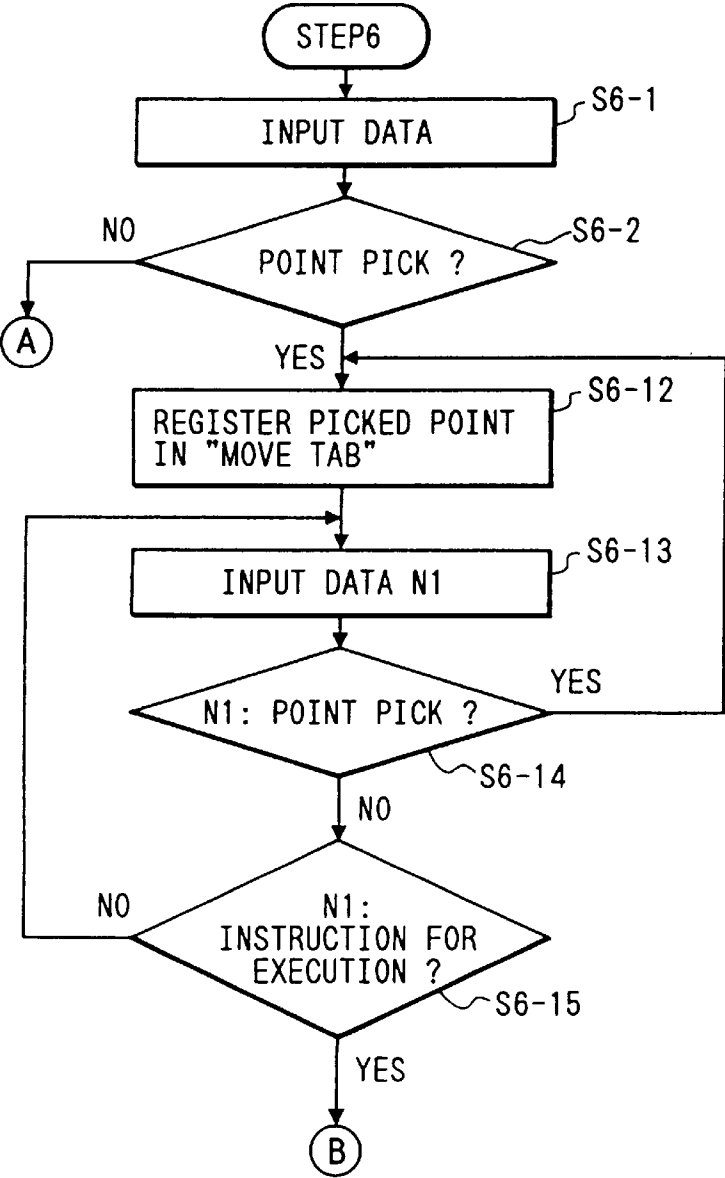 STEP6
S6-1
INPUT DATA
NO
S6-2
POINT PICK ?
A
YES
S6-12
REGISTER PICKED POINT
IN "MOVE TAB"
S6-13
INPUT DATA N1
YES
N1: POINT PICK ?
S6-14
NO
NO
N1:
INSTRUCTION FOR
EXECUTION ?
S6-15
YES
B